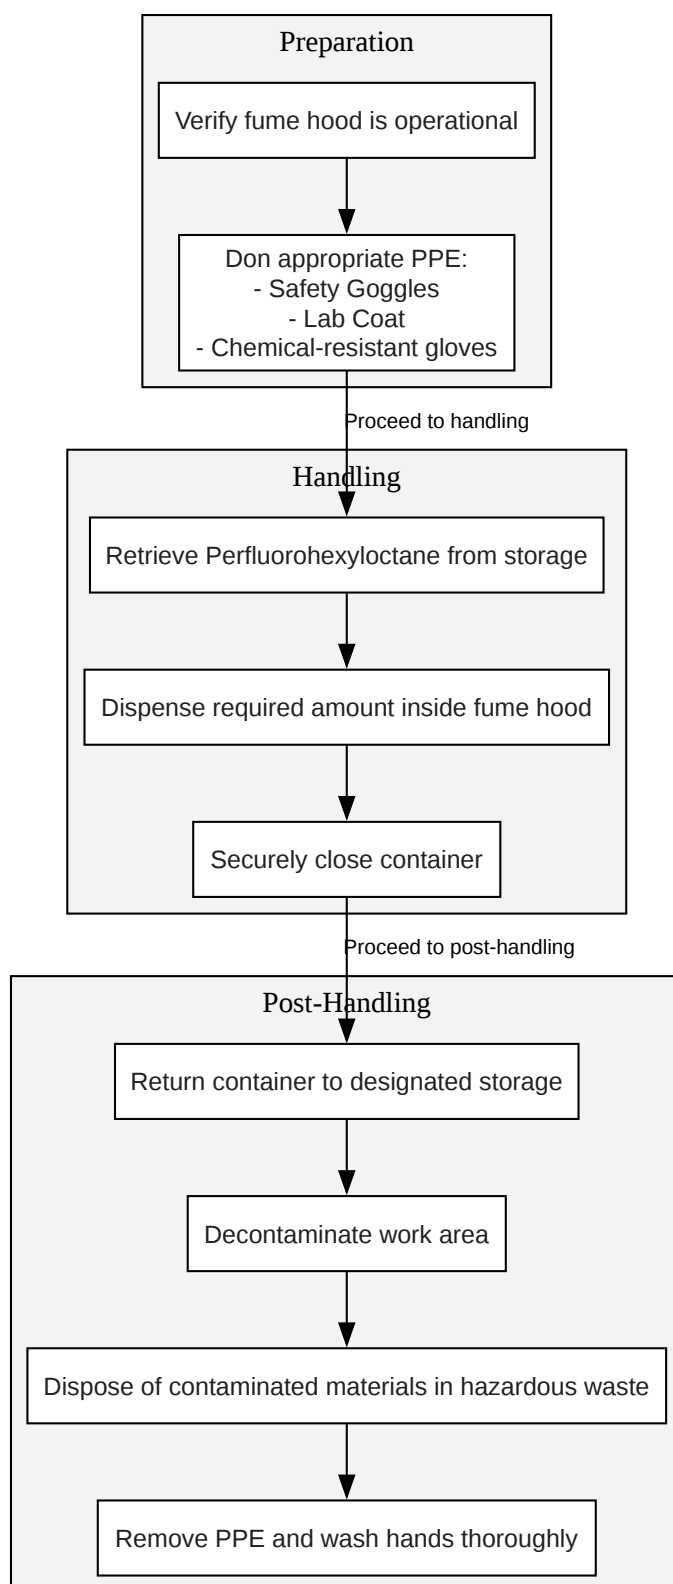 Preparation
Verify fume hood is operational
Don appropriate PPE:
- Safety Goggles
- Lab Coat
- Chemical-resistant gloves
Proceed to handling
Handling
Retrieve Perfluorohexyloctane from storage
Dispense required amount inside fume hood
Securely close container
Proceed to post-handling
Post-Handling
Return container to designated storage
Decontaminate work area
Dispose of contaminated materials in hazardous waste
Remove PPE and wash hands thoroughly